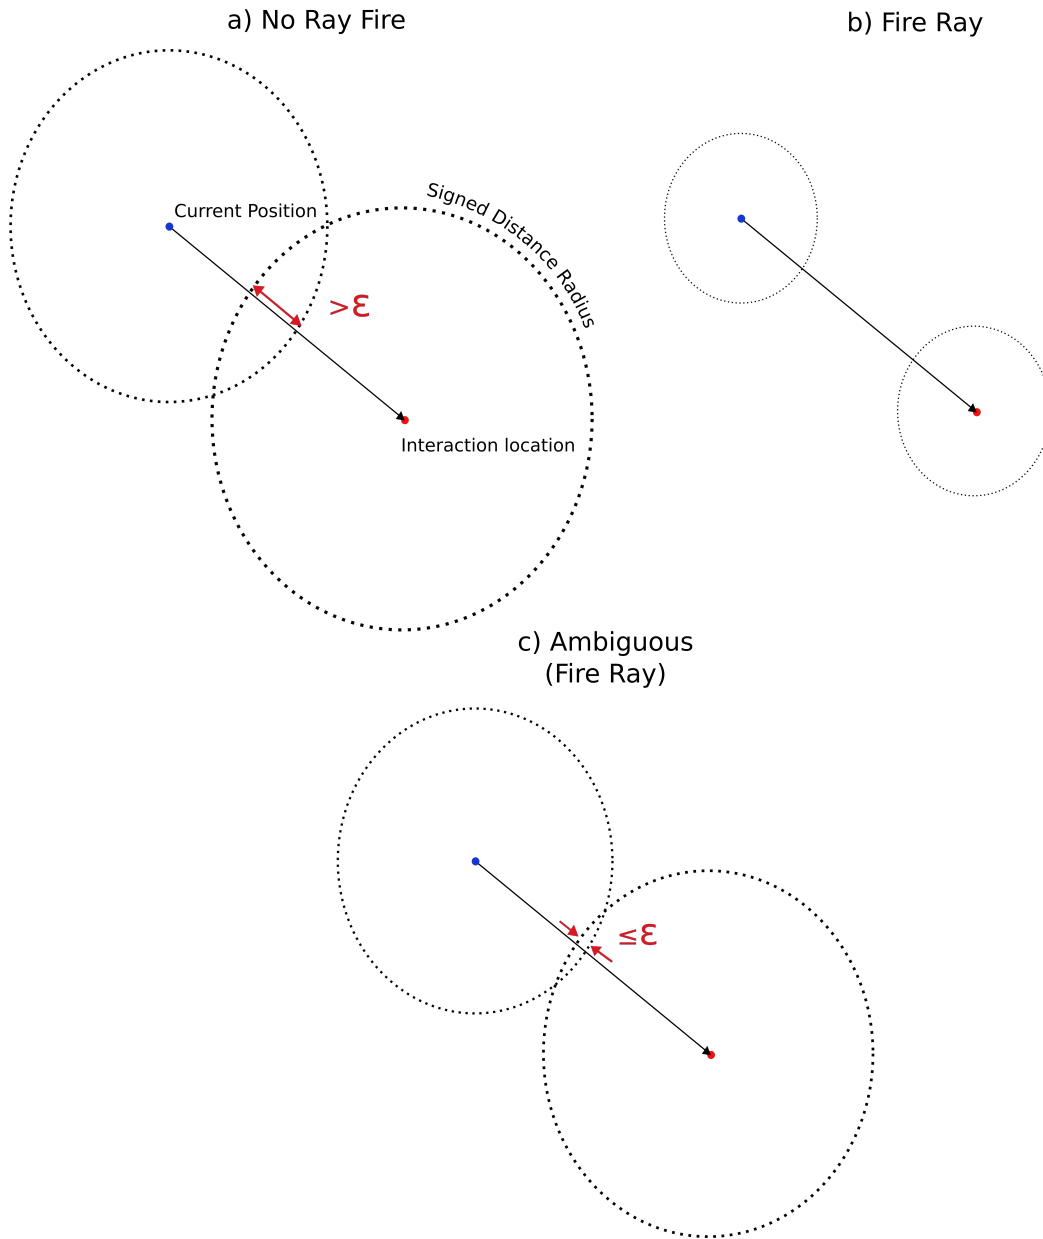 a) No Ray Fire
b) Fire Ray
Current Position
Signed Distance Radius
>ε
Interaction location
c) Ambiguous
(Fire Ray)
≤ε